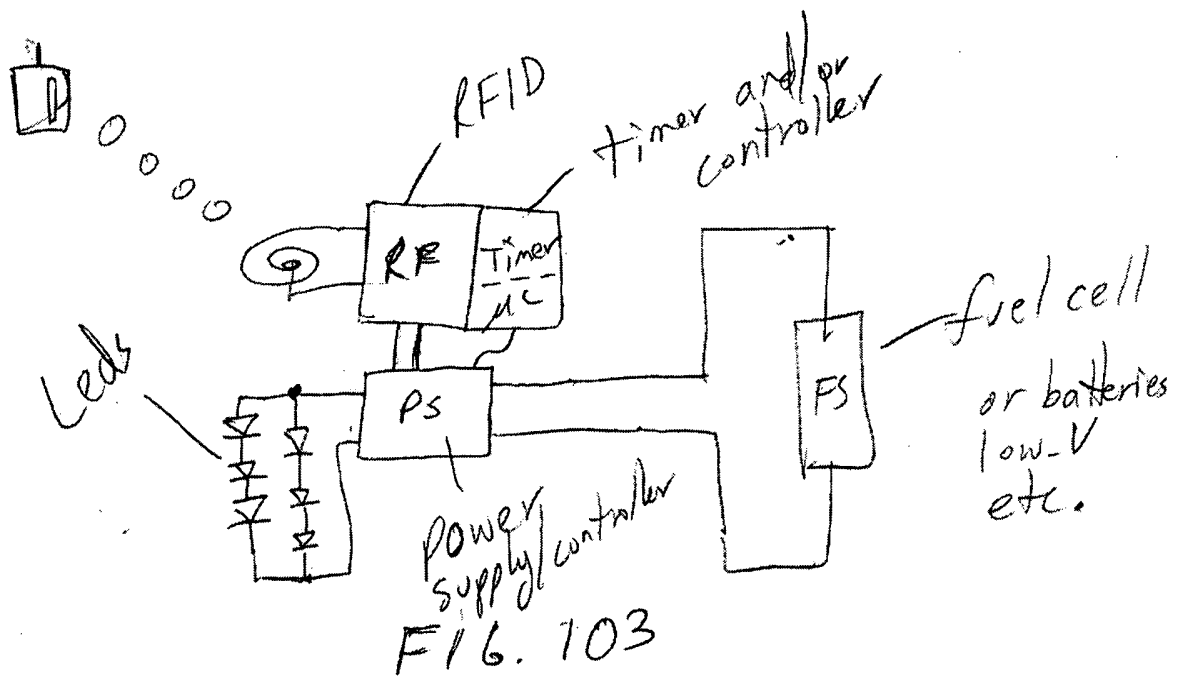 RFID
timer and/or
controller
RF
Timer
µC
Leds
PS
FS
fuel cell
or batteries
low-V
etc.
power
supply/controller
FIG. 103